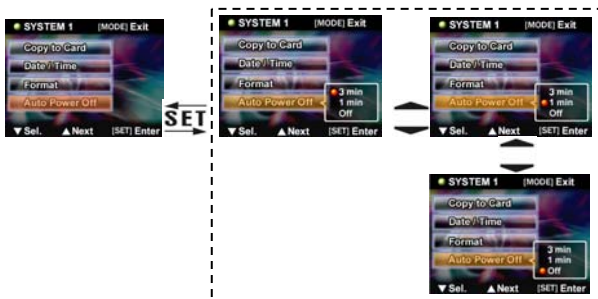 SYSTEM 1 [MODE] Exit
Copy to Card
Date / Time
Format
Auto Power Off
▼ Sel. ▲ Next [SET] Enter
SET
SYSTEM 1 [MODE] Exit
Copy to Card
Date / Time
Format
Auto Power Off
3 min
1 min
Off
▼ Sel. ▲ Next [SET] Enter
SYSTEM 1 [MODE] Exit
Copy to Card
Date / Time
Format
Auto Power Off
3 min
1 min
Off
▼ Sel. ▲ Next [SET] Enter
SYSTEM 1 [MODE] Exit
Copy to Card
Date / Time
Format
Auto Power Off
3 min
1 min
Off
▼ Sel. ▲ Next [SET] Enter